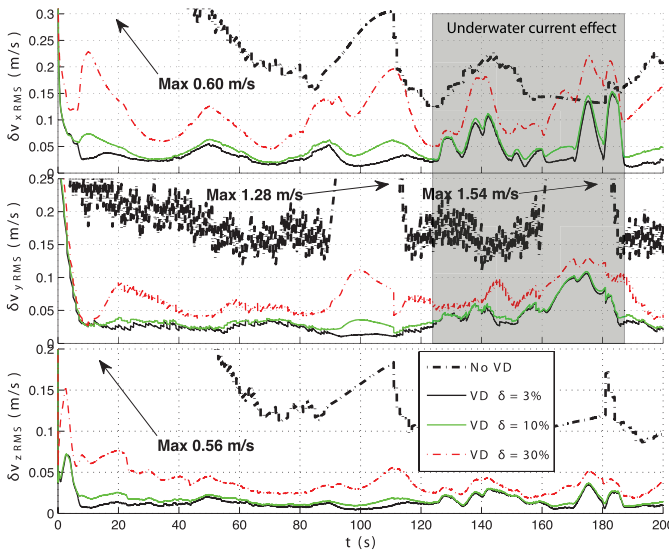 Underwater current effect
δv x RMS (m/s)
0.3
0.25
0.2
0.15
0.1
0.05
0
Max 0.60 m/s
δv y RMS (m/s)
0.25
0.2
0.15
0.1
0.05
0
Max 1.28 m/s
Max 1.54 m/s
δv z RMS (m/s)
0.2
0.15
0.1
0.05
0
Max 0.56 m/s
No VD
VD δ = 3%
VD δ = 10%
VD δ = 30%
0 20 40 60 80 100 120 140 160 180 200
t (s)